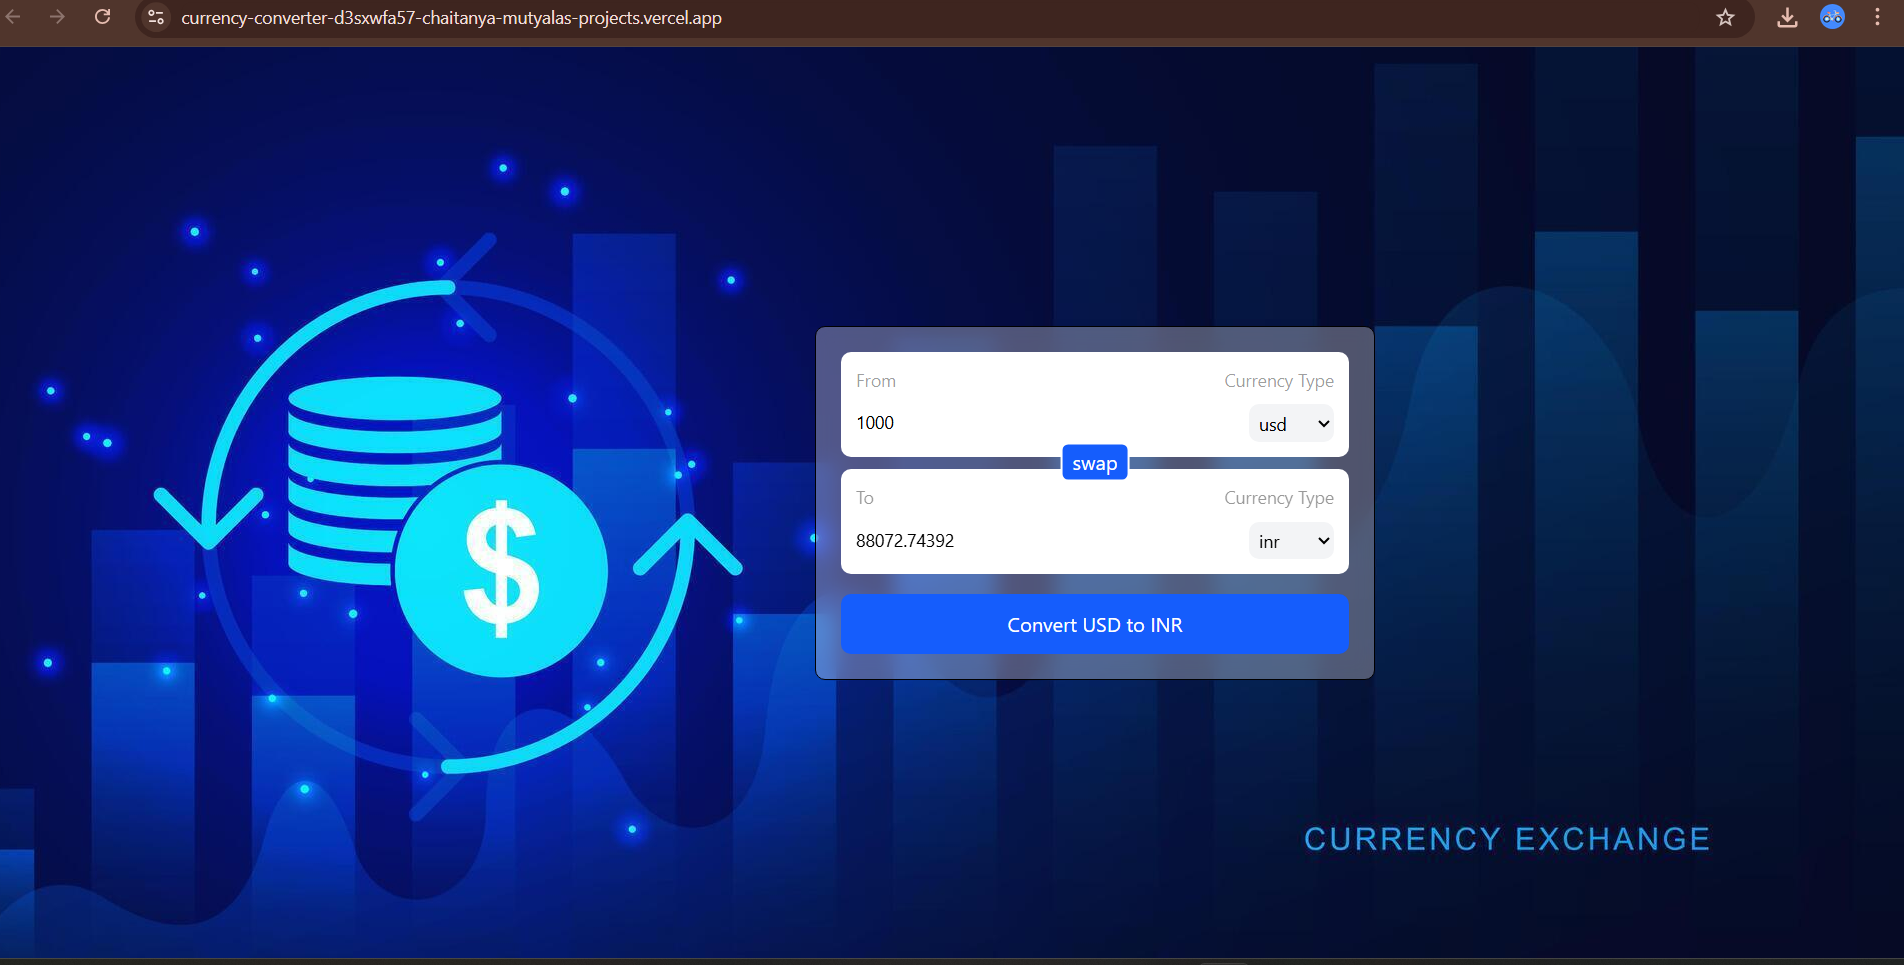 currency-converter-d3sxwfa57-chaitanya-mutyalas-projects.vercel.app
From
Currency Type
1000
usd
swap
To
Currency Type
88072.74392
inr
Convert USD to INR
$
CURRENCY EXCHANGE